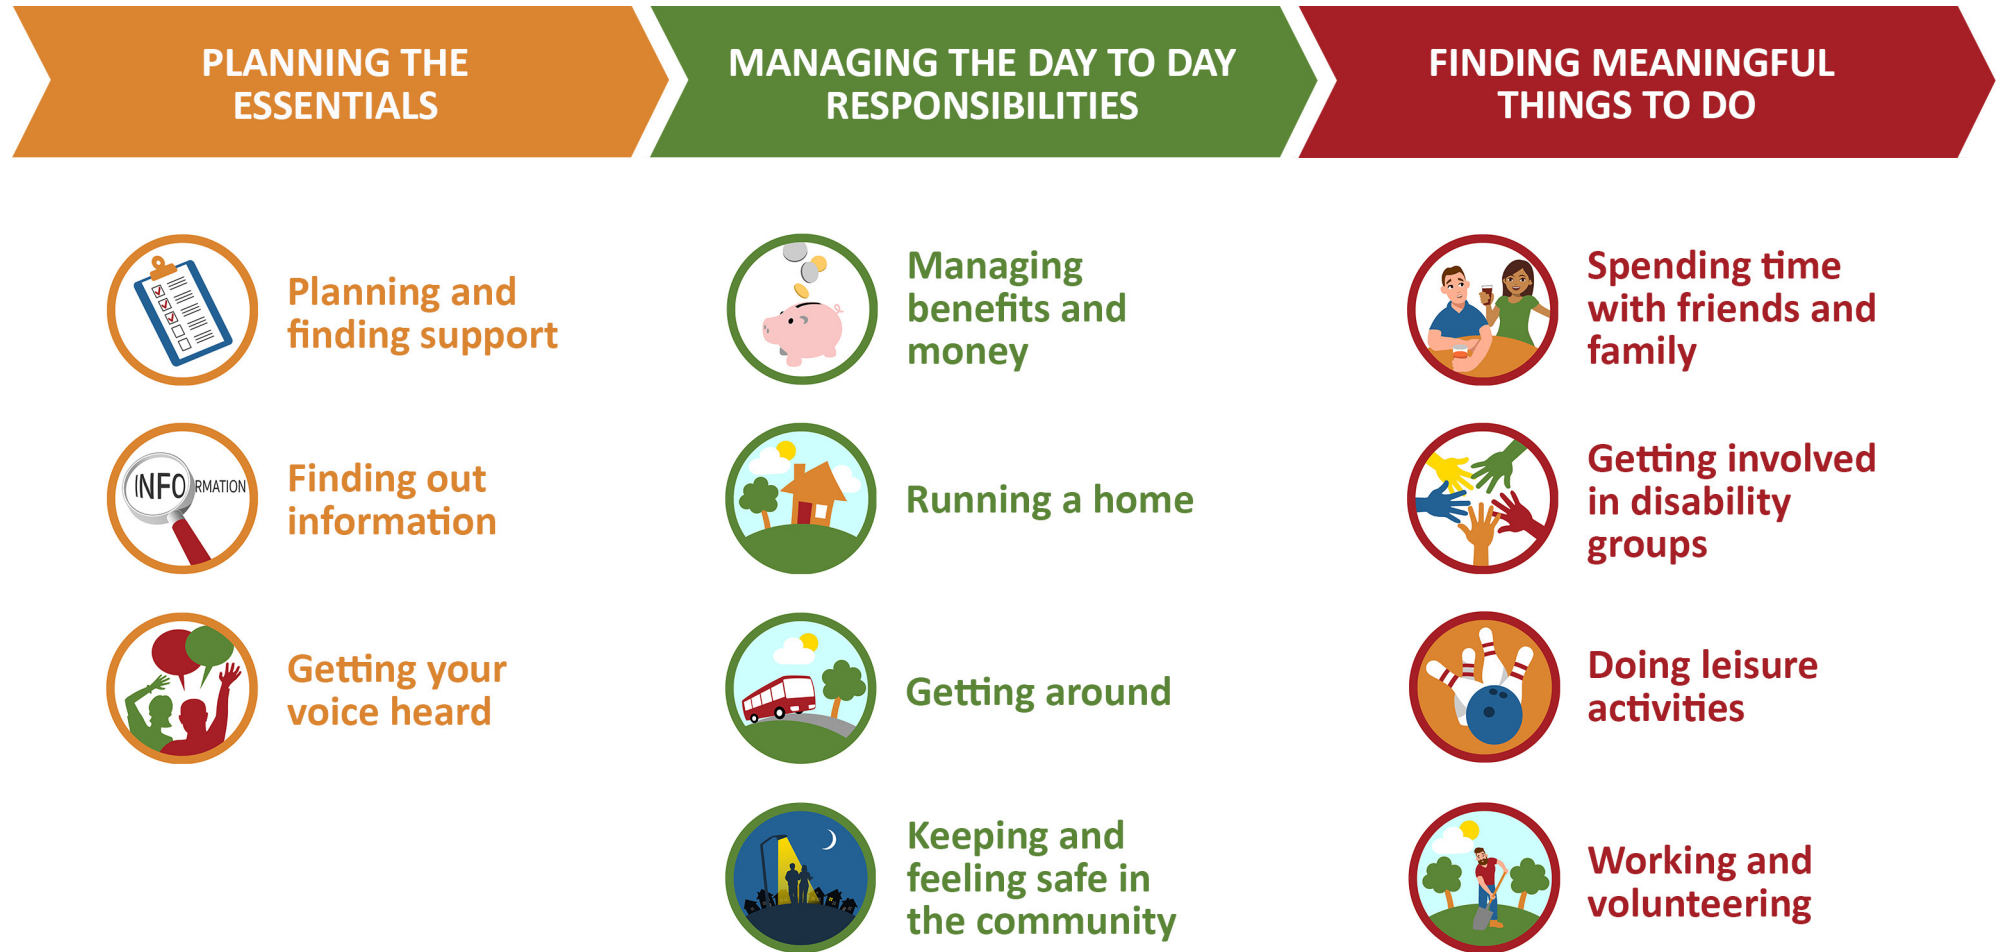 PLANNING THE
ESSENTIALS
MANAGING THE DAY TO DAY
RESPONSIBILITIES
FINDING MEANINGFUL
THINGS TO DO
Planning and
finding support
INFORMATION
Finding out
information
Getting your
voice heard
Managing
benefits and
money
Running a home
Getting around
Keeping and
feeling safe in
the community
Spending time
with friends and
family
Getting involved
in disability
groups
Doing leisure
activities
Working and
volunteering